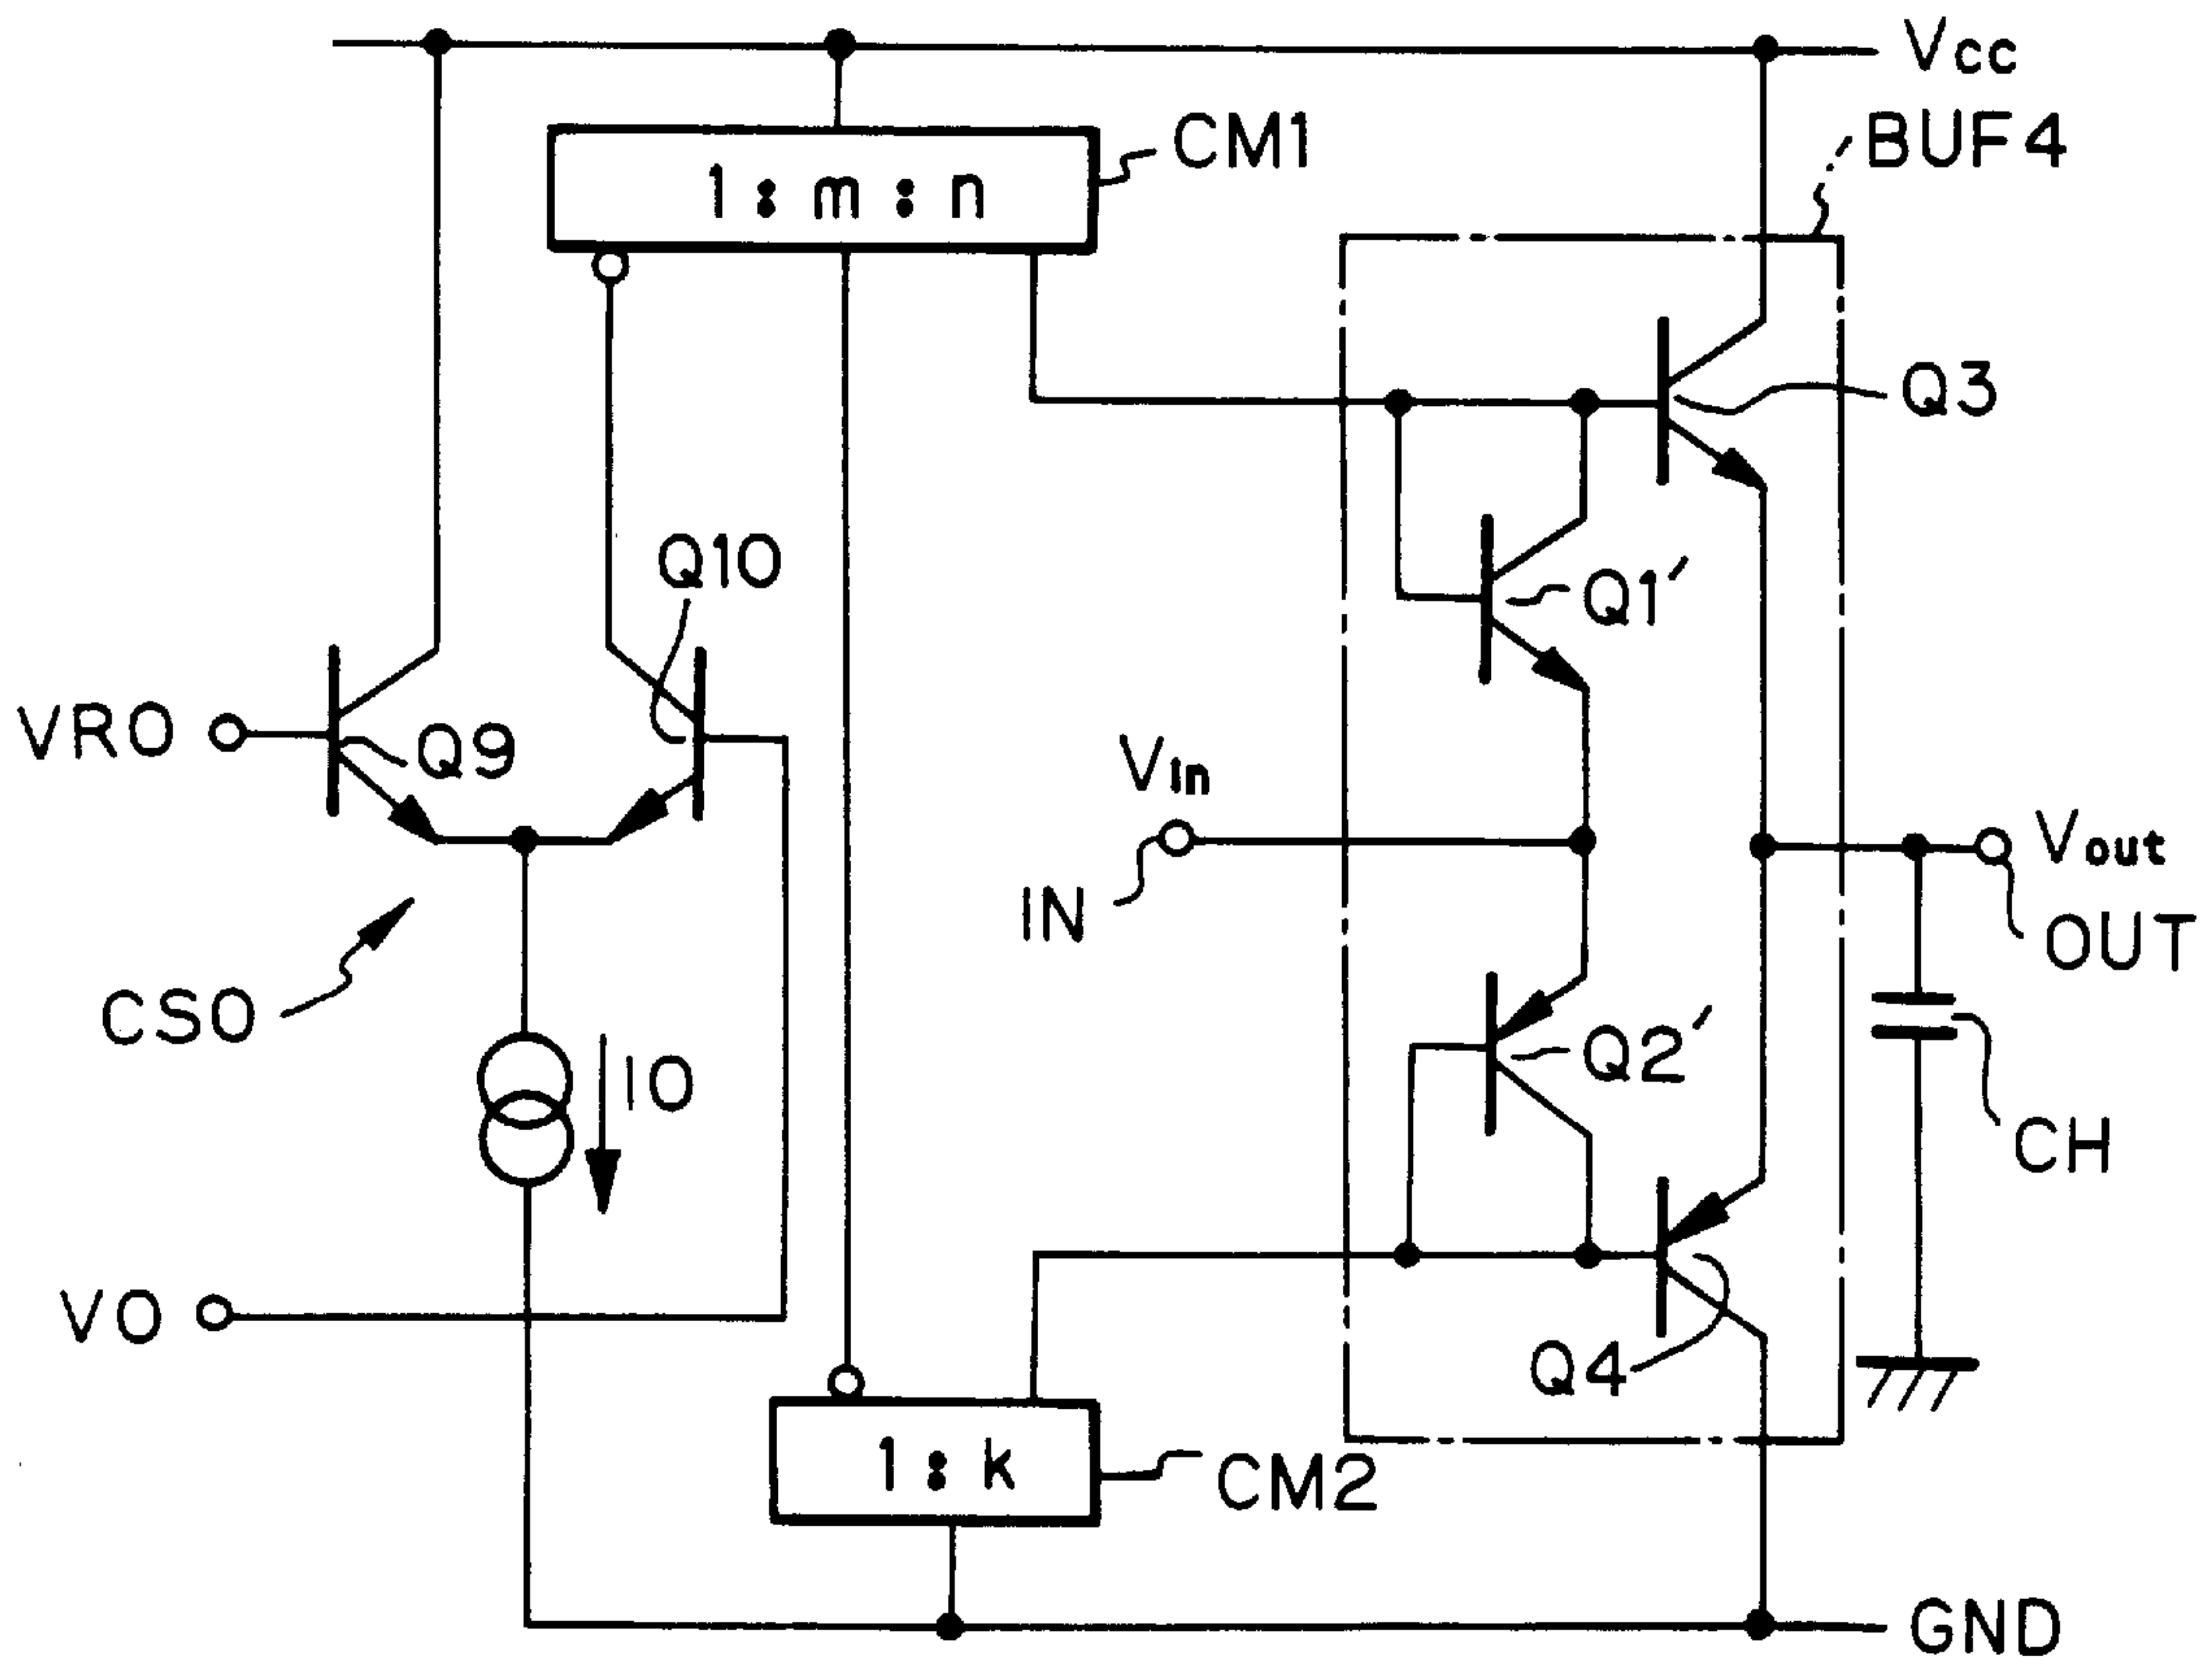 Vcc
CM1
BUF4
1 : m : n
Q3
Q10
Q1′
VRO
Q9
Vin
Vout
IN
OUT
CSO
IO
Q2′
CH
VO
Q4
1 : k
CM2
GND